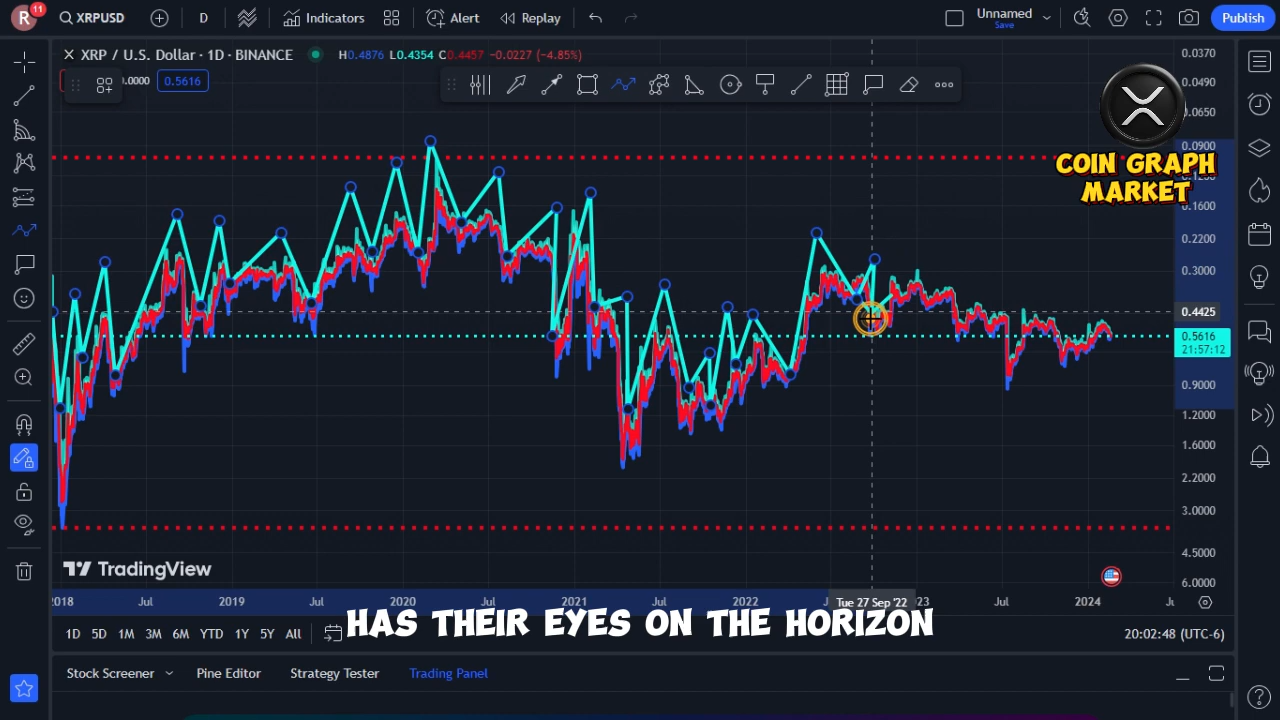 R
11
XRPUSD
D
Indicators
Alert
Replay
Unnamed
Save
Publish
XRP / U.S. Dollar · 1D · BINANCE
H0.4876 L0.4354 C0.4457 -0.0227 (-4.85%)
0.0000
0.5616
COIN GRAPH
MARKET
0.0370
0.0490
0.0650
0.0900
0.1600
0.2200
0.3000
0.4425
0.5616
21:57:12
0.9000
1.2000
1.6000
2.2000
3.0000
4.5000
6.0000
TradingView
2018
Jul
2019
Jul
2020
Jul
2021
Jul
2022
Tue 27 Sep '22
2023
Jul
2024
HAS THEIR EYES ON THE HORIZON
1D
5D
1M
3M
6M
YTD
1Y
5Y
All
20:02:48 (UTC-6)
Stock Screener
Pine Editor
Strategy Tester
Trading Panel